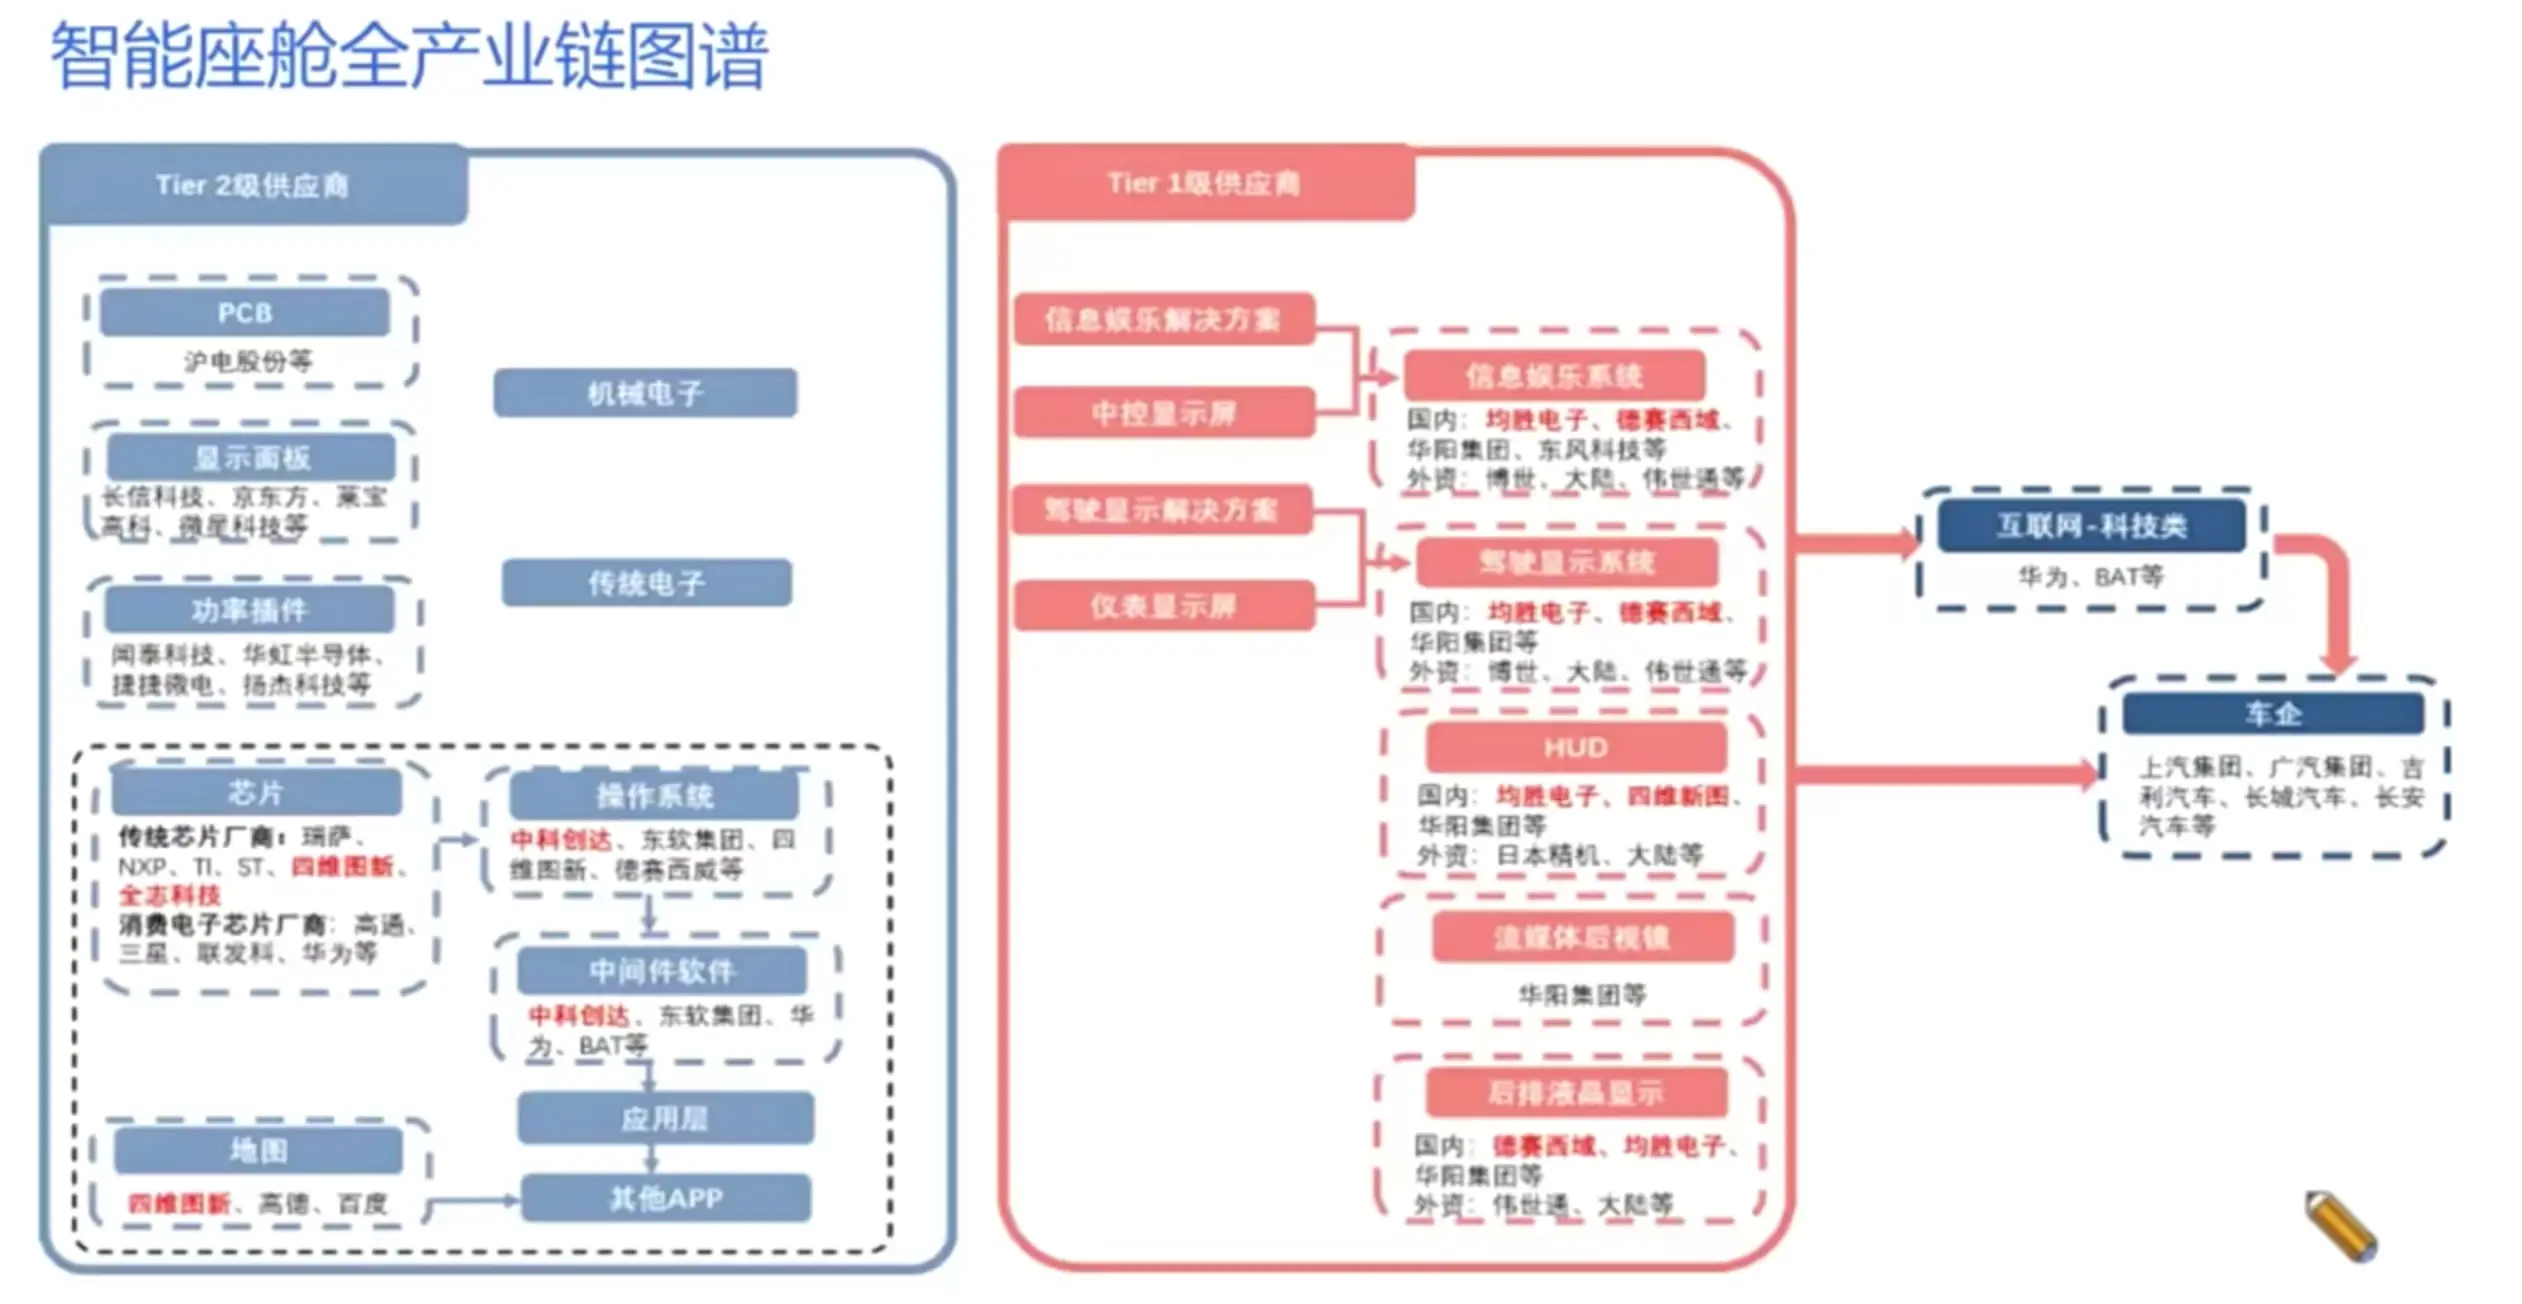 智能座舱全产业链图谱
Tier 2级供应商
PCB
沪电股份等
显示面板
长信科技、京东方、莱宝
高科、微星科技等
功率插件
闻泰科技、华虹半导体、
捷捷微电、扬杰科技等
机械电子
传统电子
芯片
传统芯片厂商：瑞萨、
NXP、TI、ST、四维图新、
全志科技
消费电子芯片厂商：高通、
三星、联发科、华为等
操作系统
中科创达、东软集团、四
维图新、德赛西威等
中间件软件
中科创达、东软集团、华
为、BAT等
应用层
地图
四维图新、高德、百度
其他APP
Tier 1级供应商
信息娱乐解决方案
中控显示屏
驾驶显示解决方案
仪表显示屏
信息娱乐系统
国内：均胜电子、德赛西域、
华阳集团、东风科技等
外资：博世、大陆、伟世通等
驾驶显示系统
国内：均胜电子、德赛西域、
华阳集团等
外资：博世、大陆、伟世通等
HUD
国内：均胜电子、四维新图、
华阳集团等
外资：日本精机、大陆等
流媒体后视镜
华阳集团等
后排液晶显示
国内：德赛西域、均胜电子、
华阳集团等
外资：伟世通、大陆等
互联网-科技类
华为、BAT等
车企
上汽集团、广汽集团、吉
利汽车、长城汽车、长安
汽车等